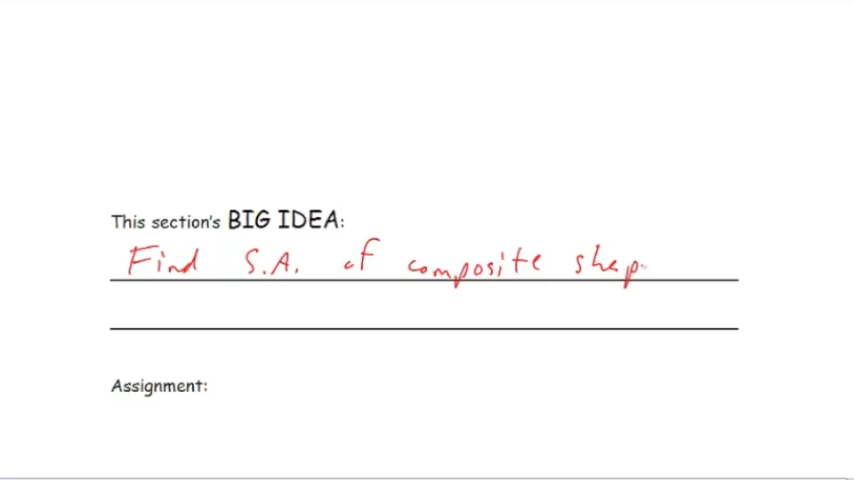 This section's BIG IDEA:
Find S.A. of composite shap
Assignment: